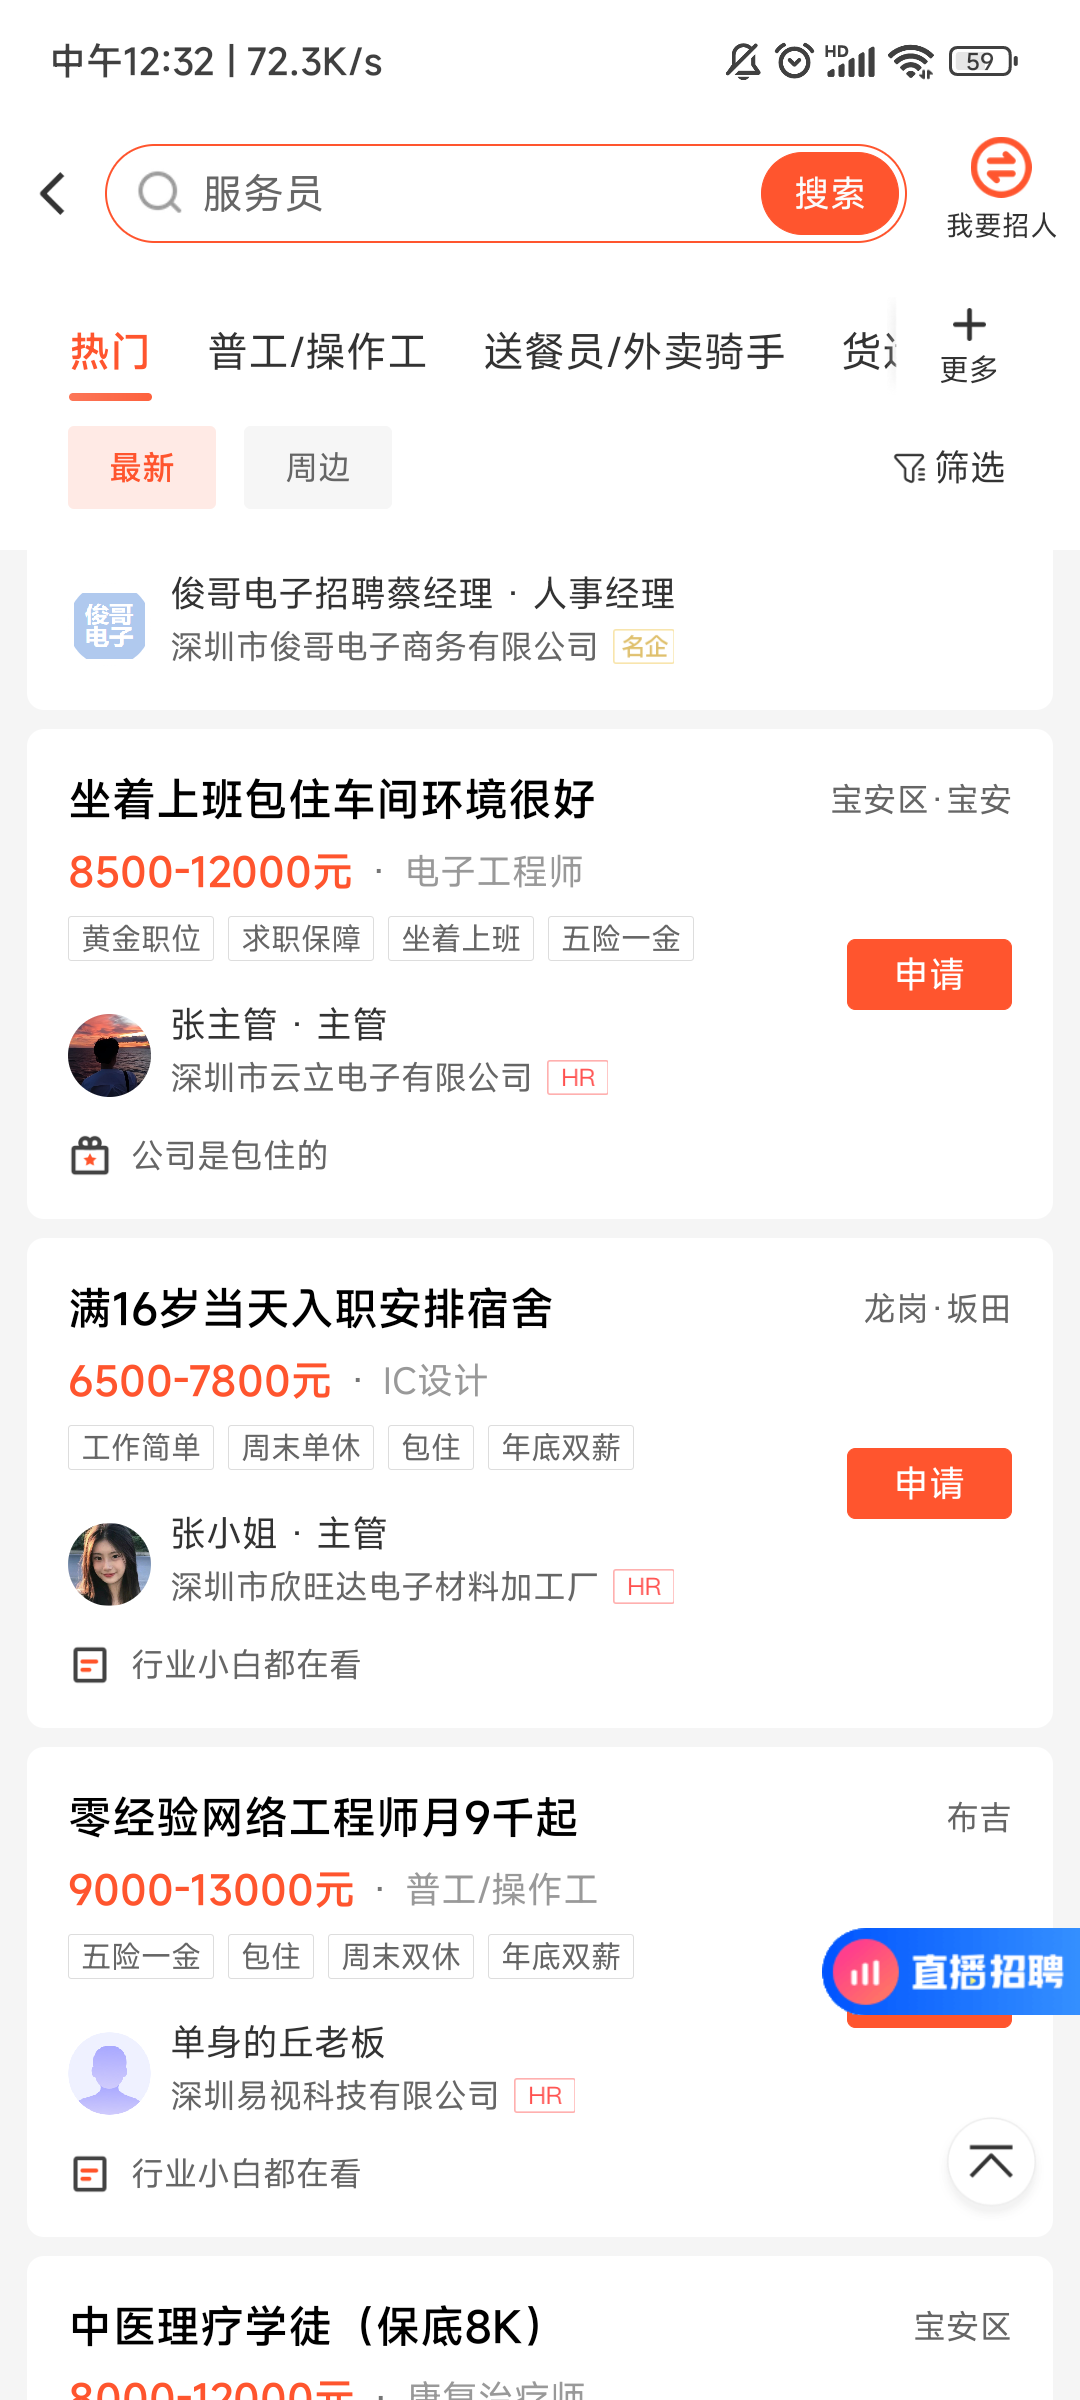 中午12:32 | 72.3K/s
HD
59
服务员
搜索
我要招人
热门
普工/操作工
送餐员/外卖骑手
货
更多
最新
周边
筛选
俊哥电子
俊哥电子招聘蔡经理 · 人事经理
深圳市俊哥电子商务有限公司
名企
坐着上班包住车间环境很好
宝安区·宝安
8500-12000元 · 电子工程师
黄金职位
求职保障
坐着上班
五险一金
申请
张主管 · 主管
深圳市云立电子有限公司
HR
公司是包住的
满16岁当天入职安排宿舍
龙岗·坂田
6500-7800元 · IC设计
工作简单
周末单休
包住
年底双薪
申请
张小姐 · 主管
深圳市欣旺达电子材料加工厂
HR
行业小白都在看
零经验网络工程师月9千起
布吉
9000-13000元 · 普工/操作工
五险一金
包住
周末双休
年底双薪
直播招聘
单身的丘老板
深圳易视科技有限公司
HR
行业小白都在看
中医理疗学徒（保底8K）
宝安区
8000-12000元 · 康复治疗师